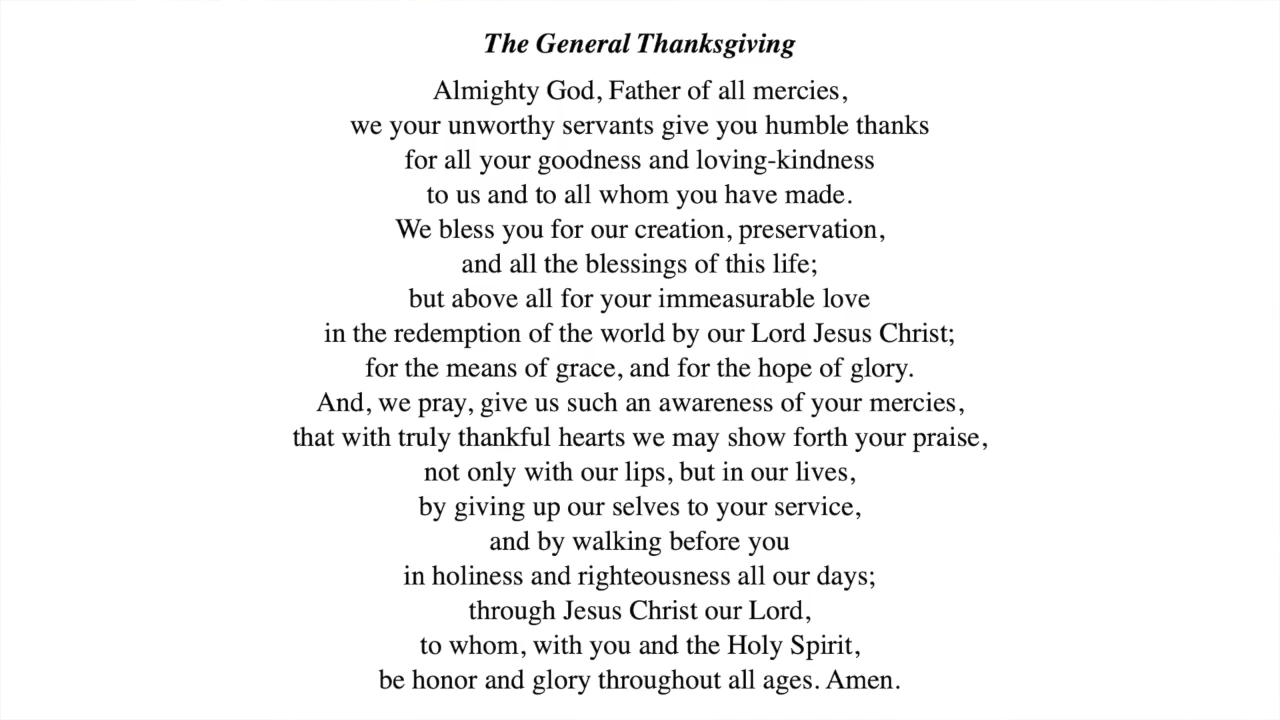 The General Thanksgiving
Almighty God, Father of all mercies,
we your unworthy servants give you humble thanks
for all your goodness and loving-kindness
to us and to all whom you have made.
We bless you for our creation, preservation,
and all the blessings of this life;
but above all for your immeasurable love
in the redemption of the world by our Lord Jesus Christ;
for the means of grace, and for the hope of glory.
And, we pray, give us such an awareness of your mercies,
that with truly thankful hearts we may show forth your praise,
not only with our lips, but in our lives,
by giving up our selves to your service,
and by walking before you
in holiness and righteousness all our days;
through Jesus Christ our Lord,
to whom, with you and the Holy Spirit,
be honor and glory throughout all ages. Amen.